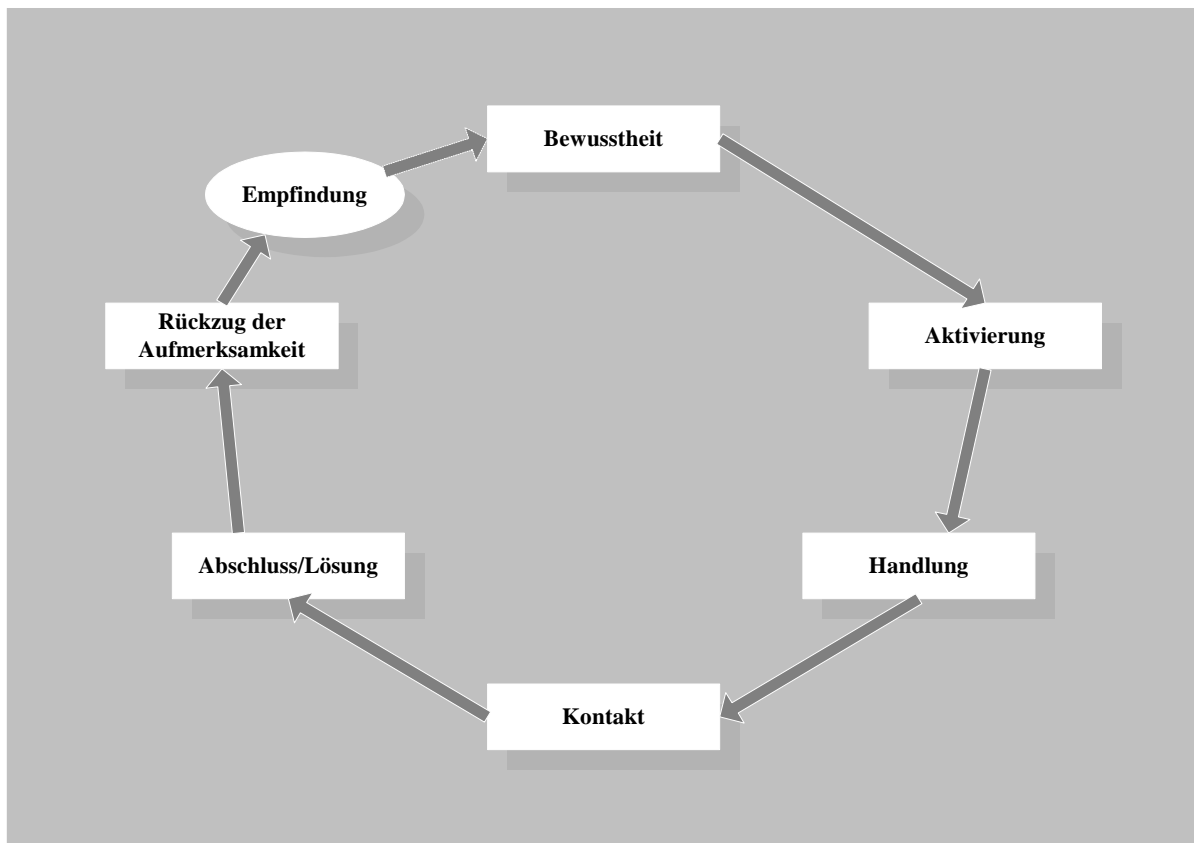 Bewusstheit
Empfindung
Rückzug der
Aufmerksamkeit
Aktivierung
Abschluss/Lösung
Handlung
Kontakt